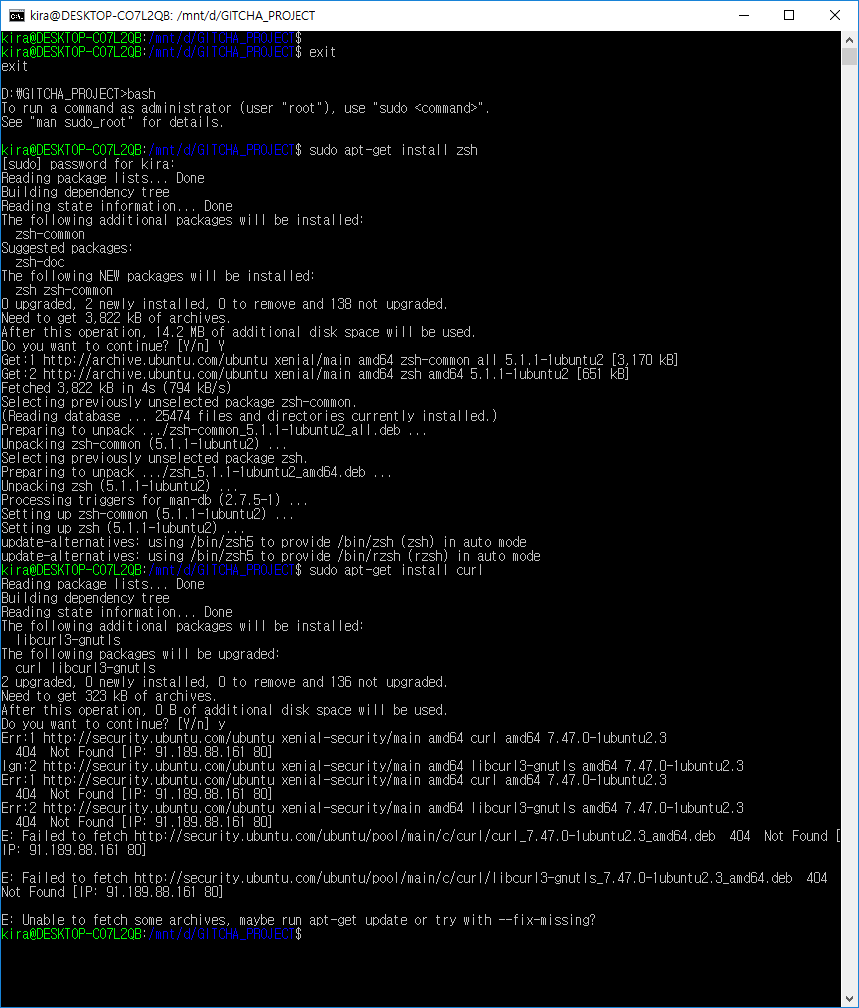 kira@DESKTOP-CO7L2QB: /mnt/d/GITCHA_PROJECT
kira@DESKTOP-CO7L2QB:/mnt/d/GITCHA_PROJECT$
kira@DESKTOP-CO7L2QB:/mnt/d/GITCHA_PROJECT$ exit
exit
D:₩GITCHA_PROJECT>bash
To run a command as administrator (user "root"), use "sudo <command>".
See "man sudo_root" for details.
kira@DESKTOP-CO7L2QB:/mnt/d/GITCHA_PROJECT$ sudo apt-get install zsh
[sudo] password for kira:
Reading package lists... Done
Building dependency tree
Reading state information... Done
The following additional packages will be installed:
  zsh-common
Suggested packages:
  zsh-doc
The following NEW packages will be installed:
  zsh zsh-common
0 upgraded, 2 newly installed, 0 to remove and 138 not upgraded.
Need to get 3,822 kB of archives.
After this operation, 14.2 MB of additional disk space will be used.
Do you want to continue? [Y/n] Y
Get:1 http://archive.ubuntu.com/ubuntu xenial/main amd64 zsh-common all 5.1.1-1ubuntu2 [3,170 kB]
Get:2 http://archive.ubuntu.com/ubuntu xenial/main amd64 zsh amd64 5.1.1-1ubuntu2 [651 kB]
Fetched 3,822 kB in 4s (794 kB/s)
Selecting previously unselected package zsh-common.
(Reading database ... 25474 files and directories currently installed.)
Preparing to unpack .../zsh-common_5.1.1-1ubuntu2_all.deb ...
Unpacking zsh-common (5.1.1-1ubuntu2) ...
Selecting previously unselected package zsh.
Preparing to unpack .../zsh_5.1.1-1ubuntu2_amd64.deb ...
Unpacking zsh (5.1.1-1ubuntu2) ...
Processing triggers for man-db (2.7.5-1) ...
Setting up zsh-common (5.1.1-1ubuntu2) ...
Setting up zsh (5.1.1-1ubuntu2) ...
update-alternatives: using /bin/zsh5 to provide /bin/zsh (zsh) in auto mode
update-alternatives: using /bin/zsh5 to provide /bin/rzsh (rzsh) in auto mode
kira@DESKTOP-CO7L2QB:/mnt/d/GITCHA_PROJECT$ sudo apt-get install curl
Reading package lists... Done
Building dependency tree
Reading state information... Done
The following additional packages will be installed:
  libcurl3-gnutls
The following packages will be upgraded:
  curl libcurl3-gnutls
2 upgraded, 0 newly installed, 0 to remove and 136 not upgraded.
Need to get 323 kB of archives.
After this operation, 0 B of additional disk space will be used.
Do you want to continue? [Y/n] y
Err:1 http://security.ubuntu.com/ubuntu xenial-security/main amd64 curl amd64 7.47.0-1ubuntu2.3
  404  Not Found [IP: 91.189.88.161 80]
Ign:2 http://security.ubuntu.com/ubuntu xenial-security/main amd64 libcurl3-gnutls amd64 7.47.0-1ubuntu2.3
Err:1 http://security.ubuntu.com/ubuntu xenial-security/main amd64 curl amd64 7.47.0-1ubuntu2.3
  404  Not Found [IP: 91.189.88.161 80]
Err:2 http://security.ubuntu.com/ubuntu xenial-security/main amd64 libcurl3-gnutls amd64 7.47.0-1ubuntu2.3
  404  Not Found [IP: 91.189.88.161 80]
E: Failed to fetch http://security.ubuntu.com/ubuntu/pool/main/c/curl/curl_7.47.0-1ubuntu2.3_amd64.deb  404  Not Found [
IP: 91.189.88.161 80]
E: Failed to fetch http://security.ubuntu.com/ubuntu/pool/main/c/curl/libcurl3-gnutls_7.47.0-1ubuntu2.3_amd64.deb  404
Not Found [IP: 91.189.88.161 80]
E: Unable to fetch some archives, maybe run apt-get update or try with --fix-missing?
kira@DESKTOP-CO7L2QB:/mnt/d/GITCHA_PROJECT$